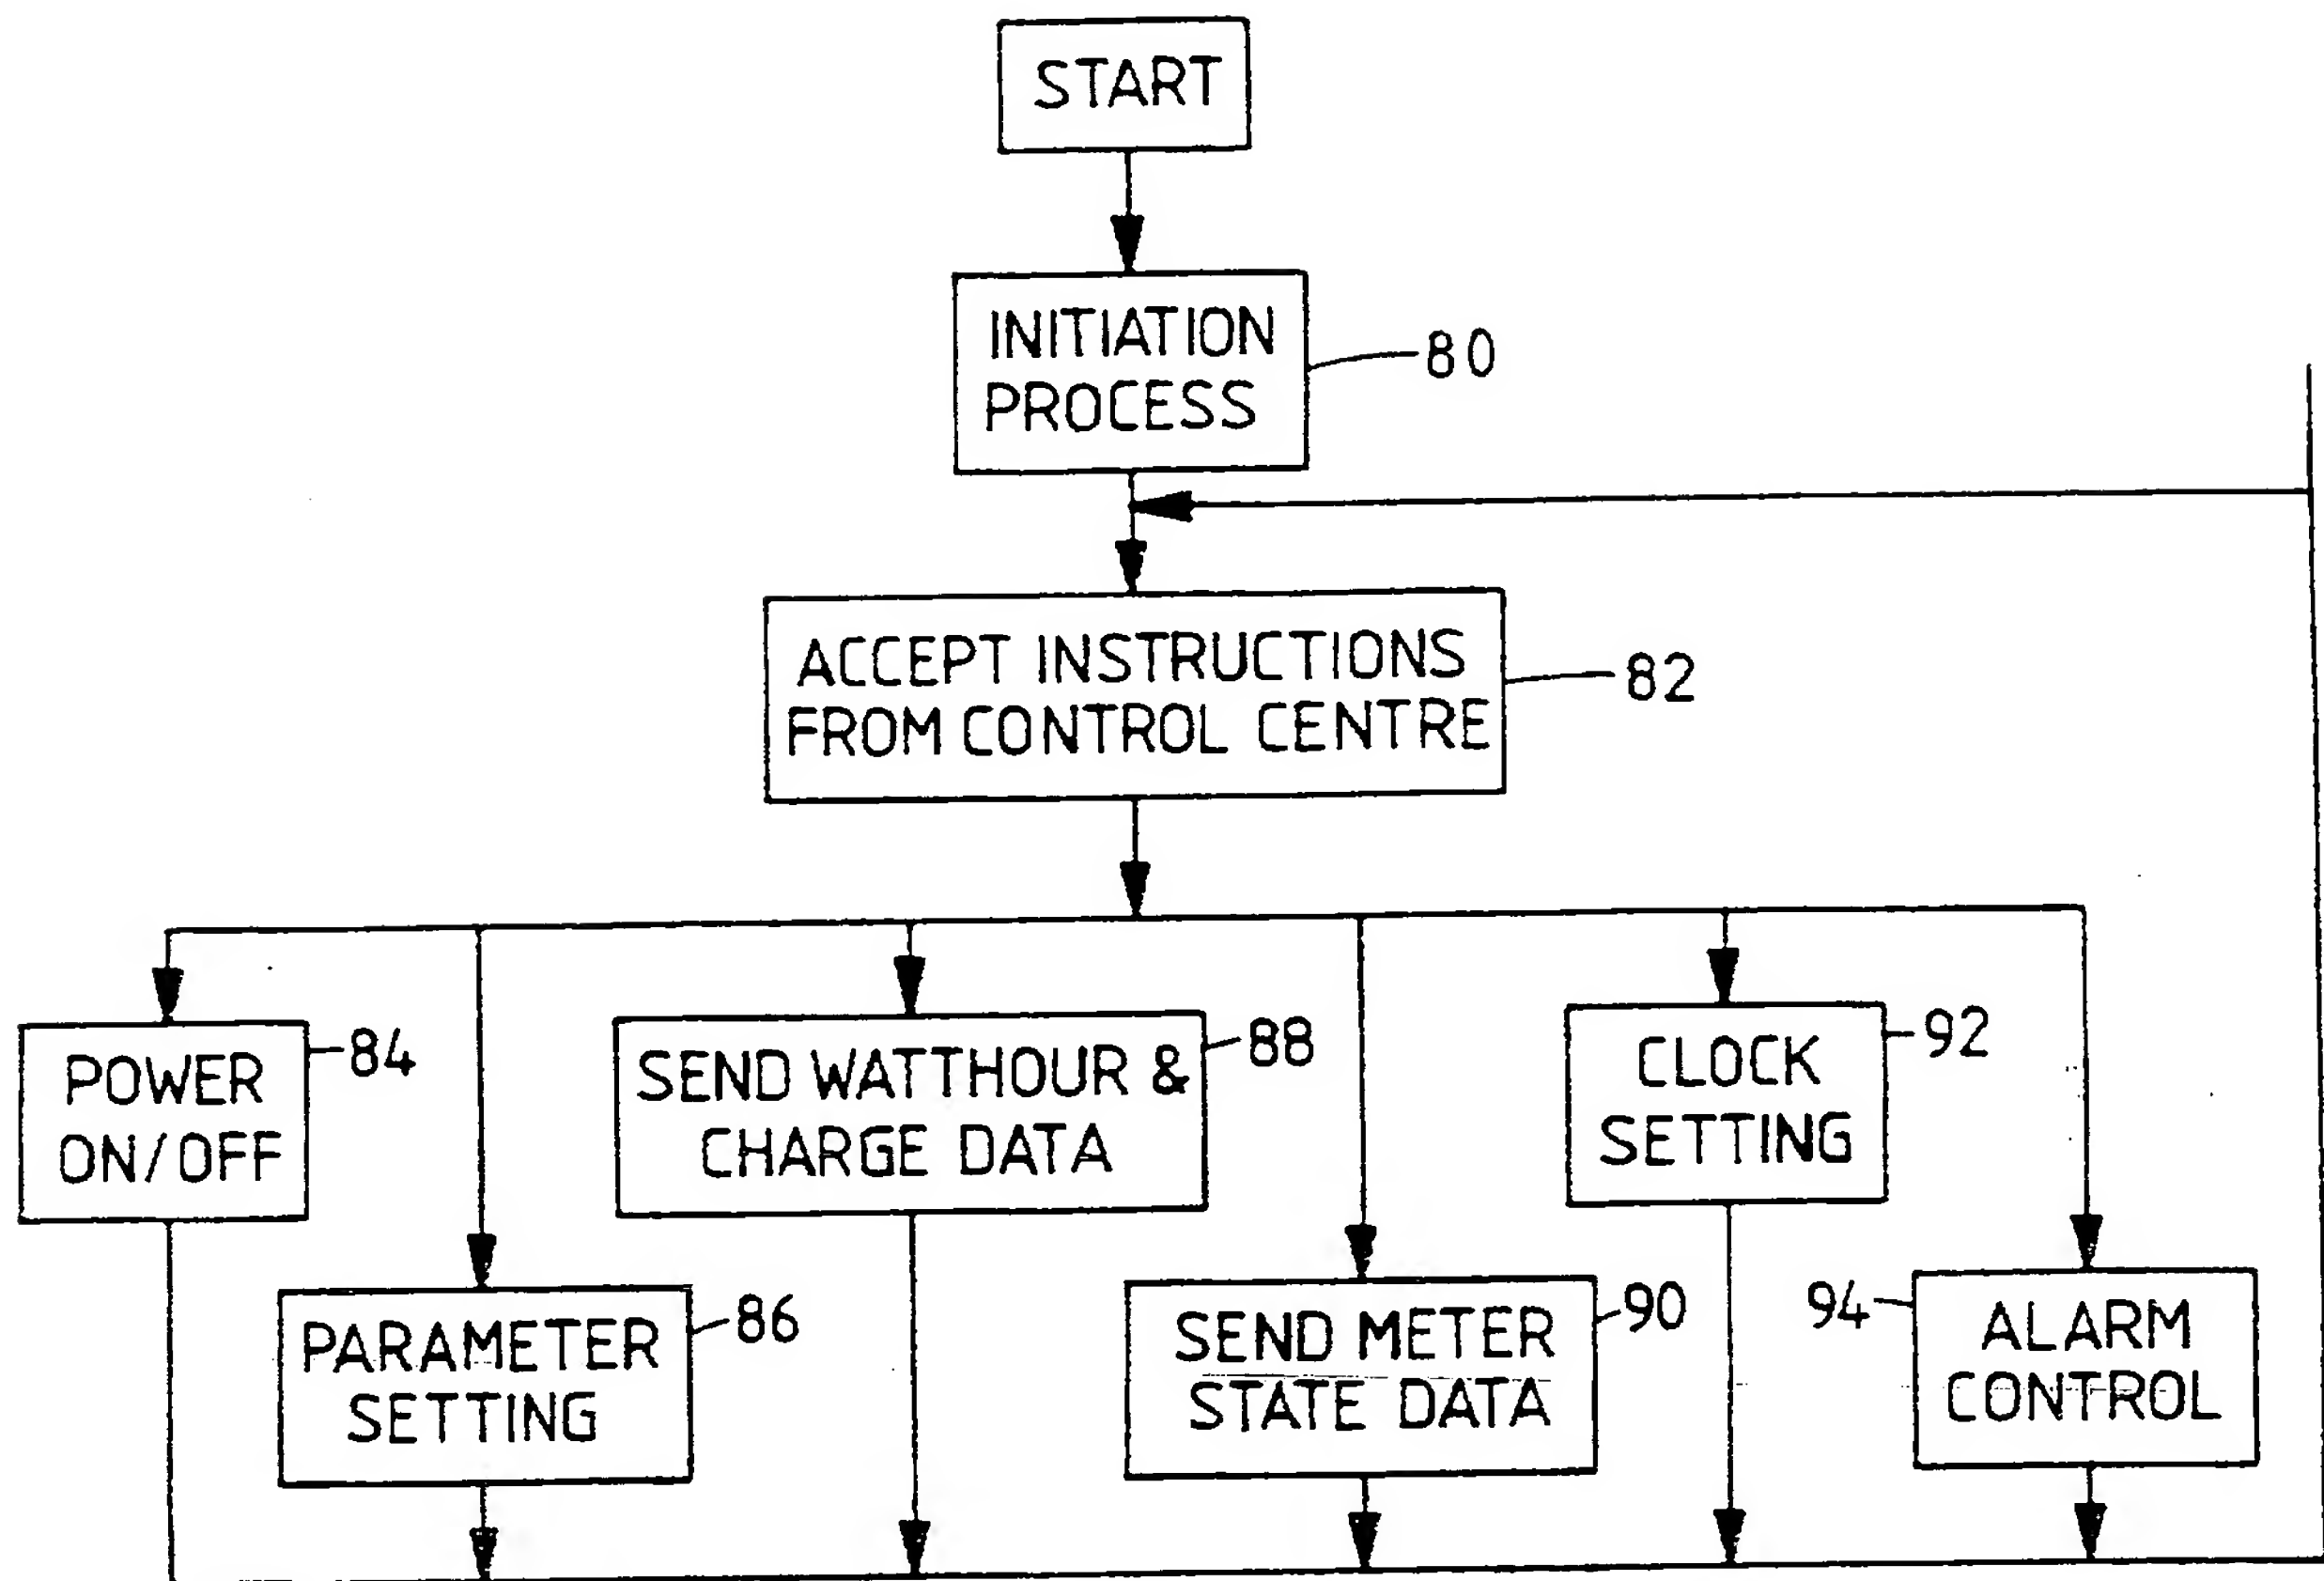 START
INITIATION
PROCESS
80
ACCEPT INSTRUCTIONS
FROM CONTROL CENTRE
82
POWER
ON/OFF
84
SEND WATTHOUR &
CHARGE DATA
88
CLOCK
SETTING
92
PARAMETER
SETTING
86
SEND METER
STATE DATA
90
94
ALARM
CONTROL